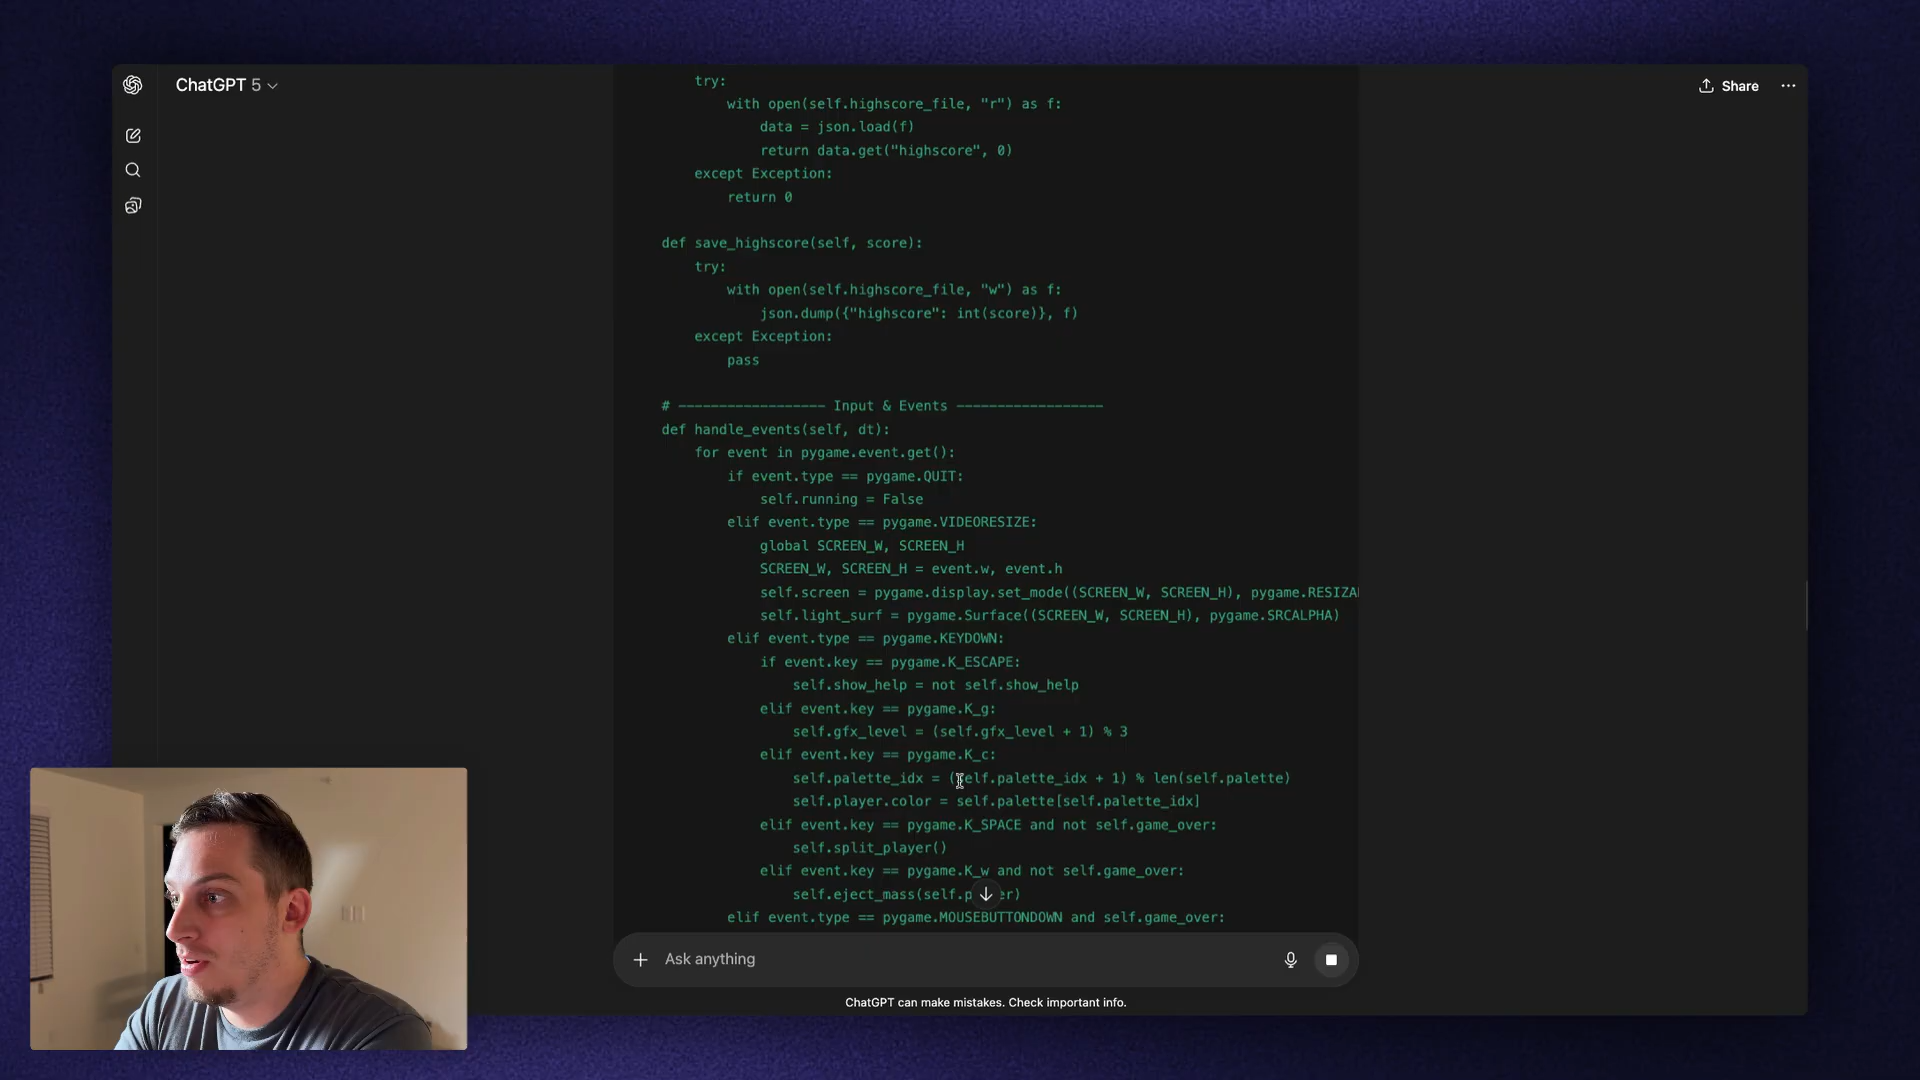 ChatGPT 5
Share
try:
with open(self.highscore_file, "r") as f:
data = json.load(f)
return data.get("highscore", 0)
except Exception:
return 0
def save_highscore(self, score):
try:
with open(self.highscore_file, "w") as f:
json.dump({"highscore": int(score)}, f)
except Exception:
pass
# —————————————————— Input & Events ——————————————————
def handle_events(self, dt):
for event in pygame.event.get():
if event.type == pygame.QUIT:
self.running = False
elif event.type == pygame.VIDEORESIZE:
global SCREEN_W, SCREEN_H
SCREEN_W, SCREEN_H = event.w, event.h
self.screen = pygame.display.set_mode((SCREEN_W, SCREEN_H), pygame.RESIZA
self.light_surf = pygame.Surface((SCREEN_W, SCREEN_H), pygame.SRCALPHA)
elif event.type == pygame.KEYDOWN:
if event.key == pygame.K_ESCAPE:
self.show_help = not self.show_help
elif event.key == pygame.K_g:
self.gfx_level = (self.gfx_level + 1) % 3
elif event.key == pygame.K_c:
self.palette_idx = (self.palette_idx + 1) % len(self.palette)
self.player.color = self.palette[self.palette_idx]
elif event.key == pygame.K_SPACE and not self.game_over:
self.split_player()
elif event.key == pygame.K_w and not self.game_over:
self.eject_mass(self.p er)
elif event.type == pygame.MOUSEBUTTONDOWN and self.game_over:
Ask anything
ChatGPT can make mistakes. Check important info.